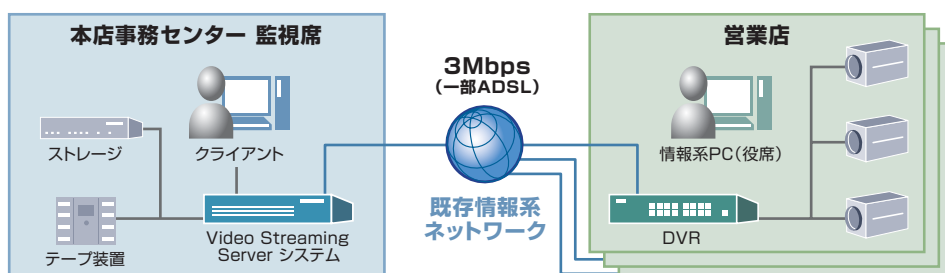 本店事務センター 監視席
ストレージ
クライアント
テープ装置
Video Streaming
Server システム
3Mbps
(一部ADSL)
既存情報系
ネットワーク
営業店
情報系PC(役席)
DVR